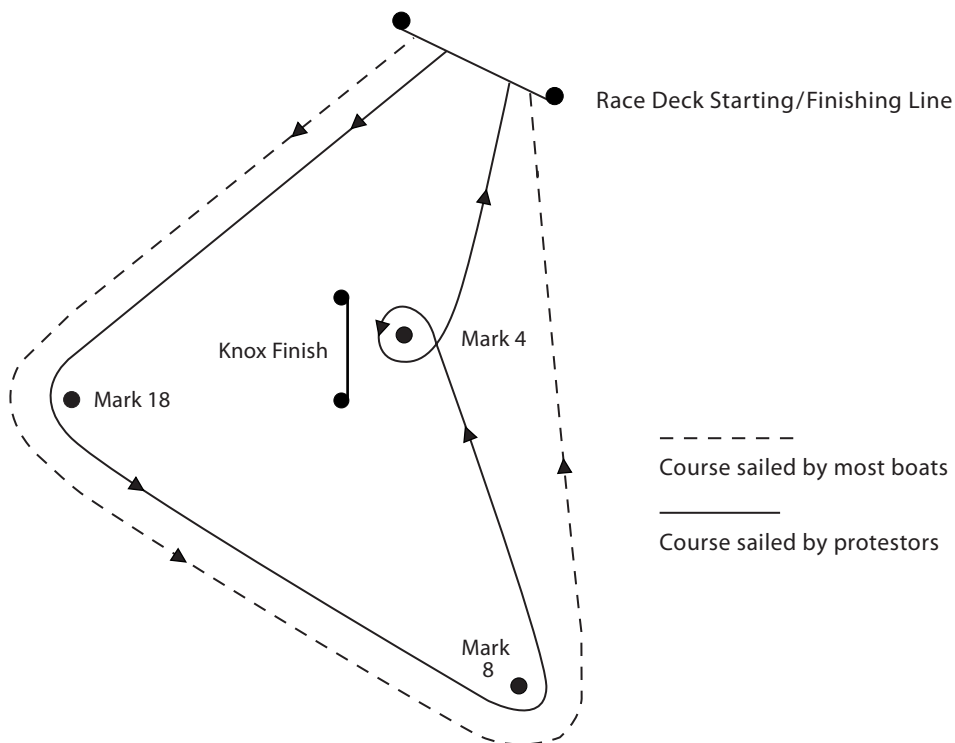 Race Deck Starting/Finishing Line
Knox Finish
Mark 4
Mark 18
Course sailed by most boats
Course sailed by protestors
Mark
8